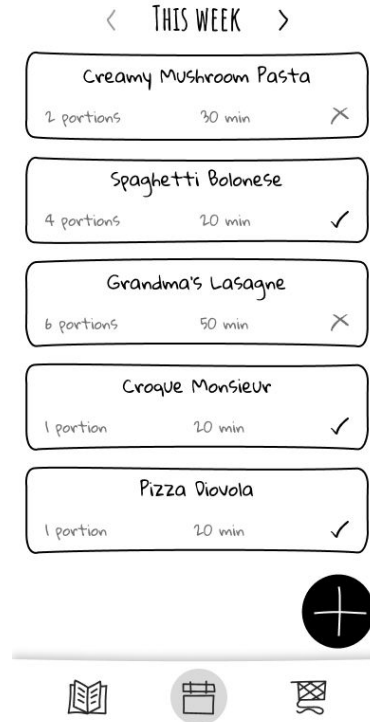 THIS WEEK
Creamy Mushroom Pasta
2 portions 30 min
Spaghetti Bolonese
4 portions 20 min
Grandma's Lasagne
6 portions 50 min
Croque Monsieur
1 portion 20 min
Pizza Diovola
1 portion 20 min